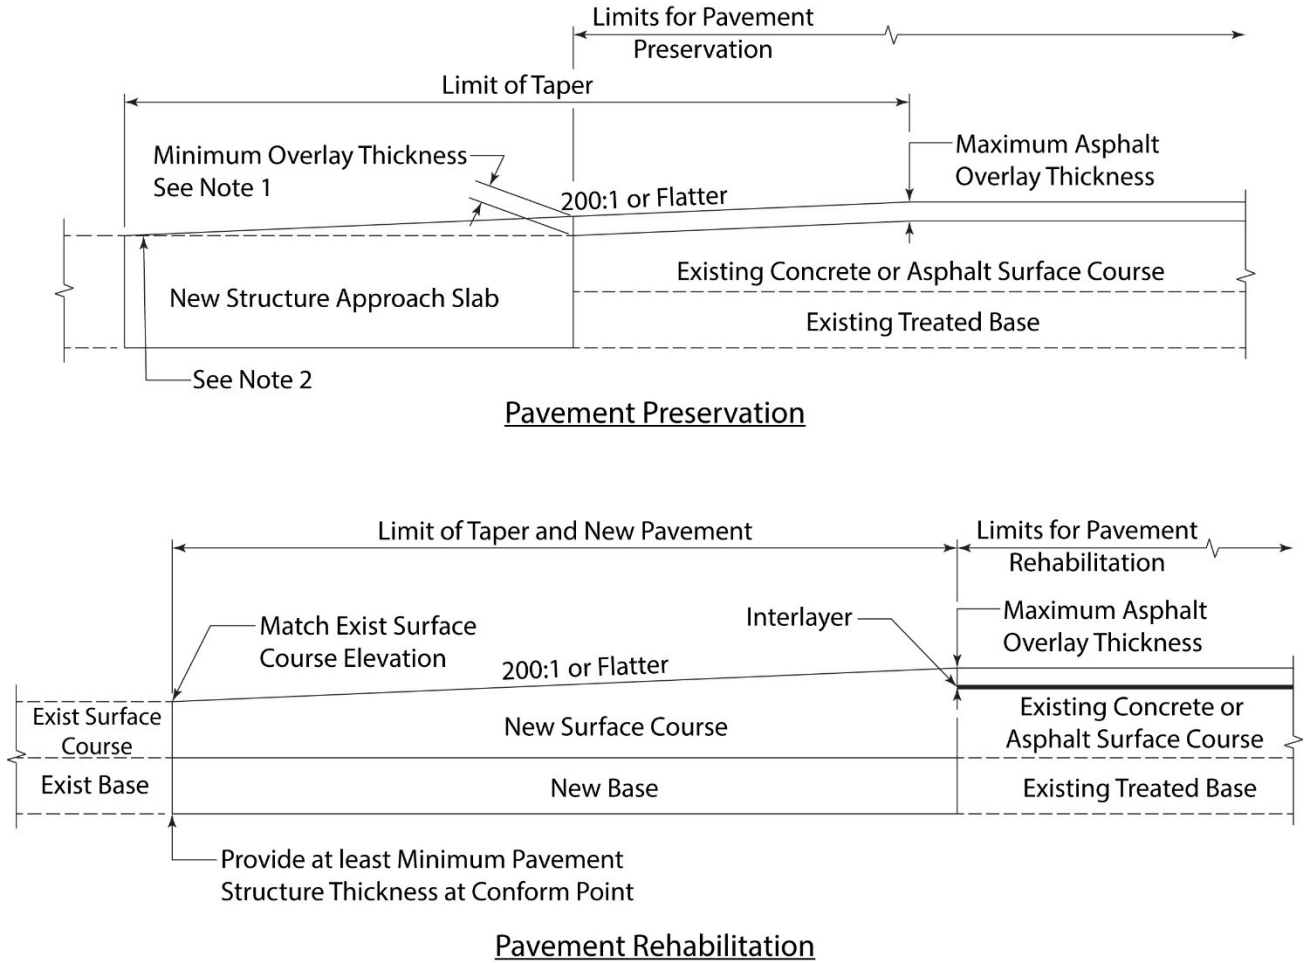 Limits for Pavement
Preservation
Limit of Taper
Minimum Overlay Thickness
See Note 1
200:1 or Flatter
Maximum Asphalt
Overlay Thickness
New Structure Approach Slab
Existing Concrete or Asphalt Surface Course
Existing Treated Base
See Note 2
Pavement Preservation
Limit of Taper and New Pavement
Limits for Pavement
Rehabilitation
Match Exist Surface
Course Elevation
200:1 or Flatter
Interlayer
Maximum Asphalt
Overlay Thickness
Exist Surface
Course
New Surface Course
Existing Concrete or
Asphalt Surface Course
Exist Base
New Base
Existing Treated Base
Provide at least Minimum Pavement
Structure Thickness at Conform Point
Pavement Rehabilitation